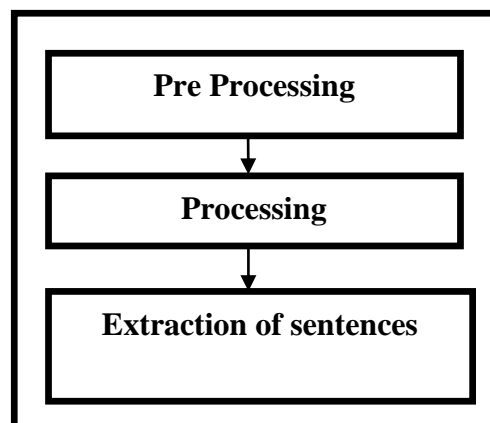 Pre Processing
Processing
Extraction of sentences